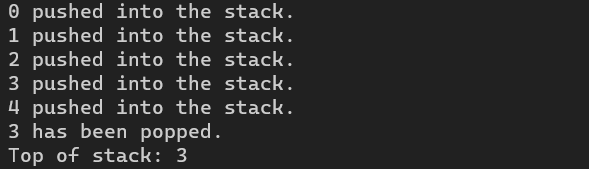 0 pushed into the stack.
1 pushed into the stack.
2 pushed into the stack.
3 pushed into the stack.
4 pushed into the stack.
3 has been popped.
Top of stack: 3